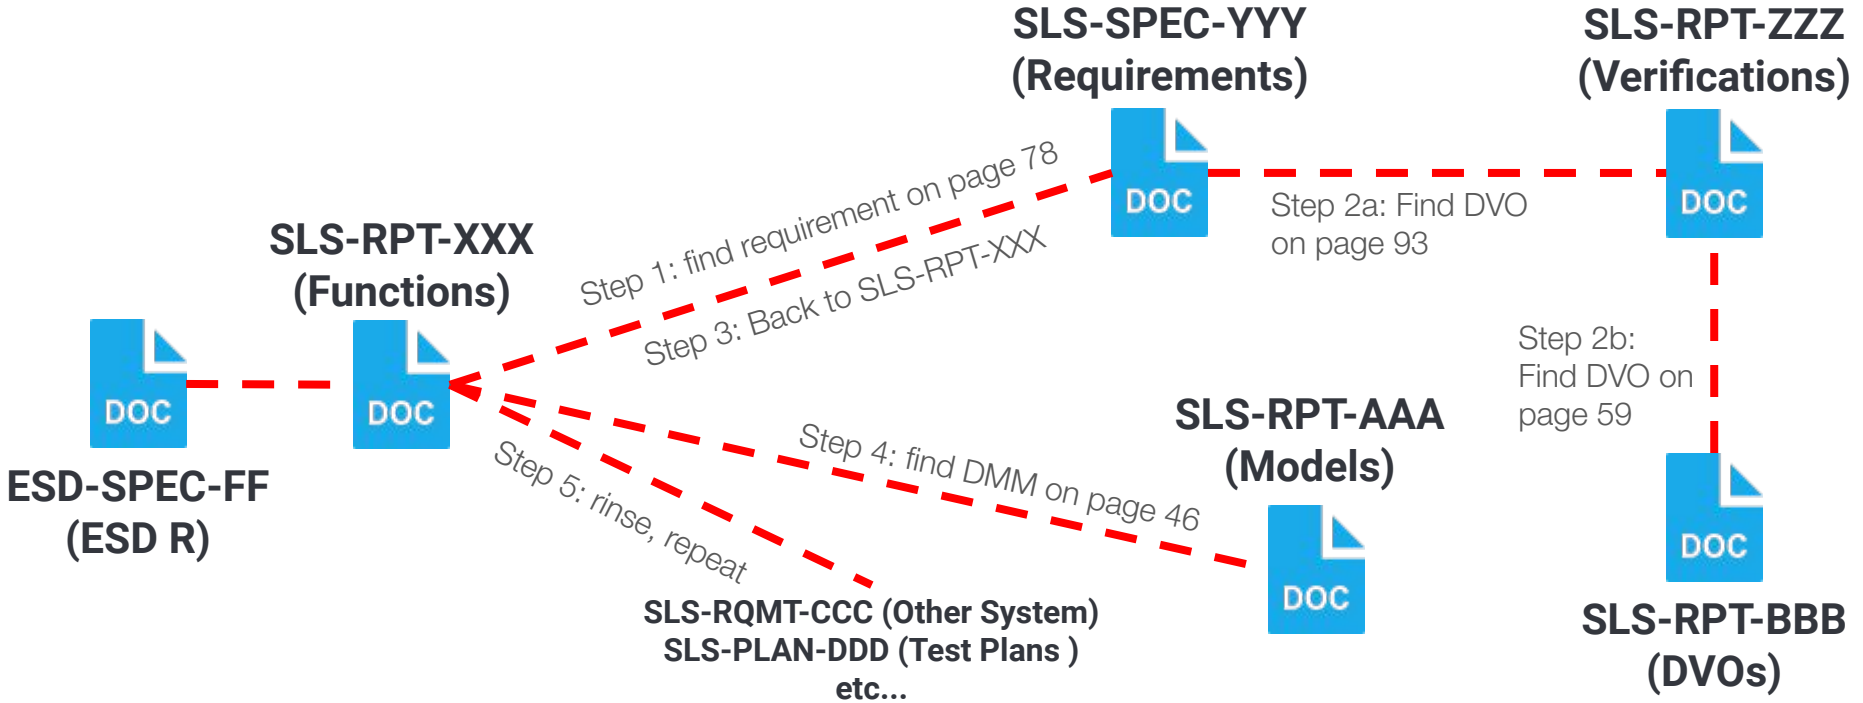 SLS-SPEC-YYY
(Requirements)
DOC
SLS-RPT-ZZZ
(Verifications)
DOC
Step 1: find requirement on page 78
Step 3: Back to SLS-RPT-XXX
Step 2a: Find DVO
on page 93
SLS-RPT-XXX
(Functions)
DOC
DOC
ESD-SPEC-FF
(ESD R)
Step 2b:
Find DVO on
page 59
Step 4: find DMM on page 46
Step 5: rinse, repeat
SLS-RPT-AAA
(Models)
DOC
DOC
SLS-RPT-BBB
(DVOs)
SLS-RQMT-CCC (Other System)
SLS-PLAN-DDD (Test Plans )
etc...